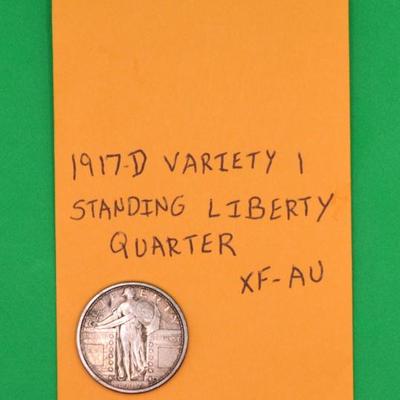 1917-D VARIETY 1
STANDING LIBERTY
QUARTER
XF-AU